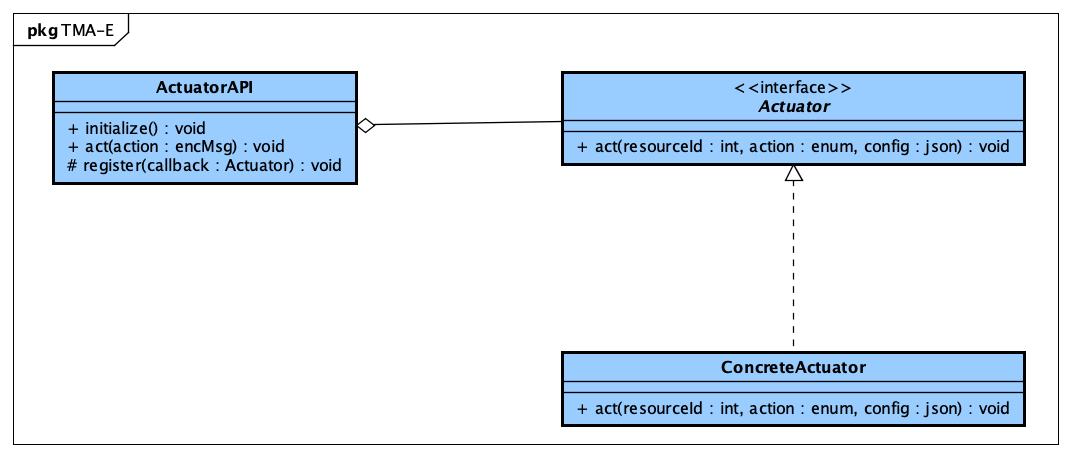 pkg TMA-E
ActuatorAPI
+ initialize() : void
+ act(action : encMsg) : void
# register(callback : Actuator) : void
<<interface>>
Actuator
+ act(resourceId : int, action : enum, config : json) : void
ConcreteActuator
+ act(resourceId : int, action : enum, config : json) : void